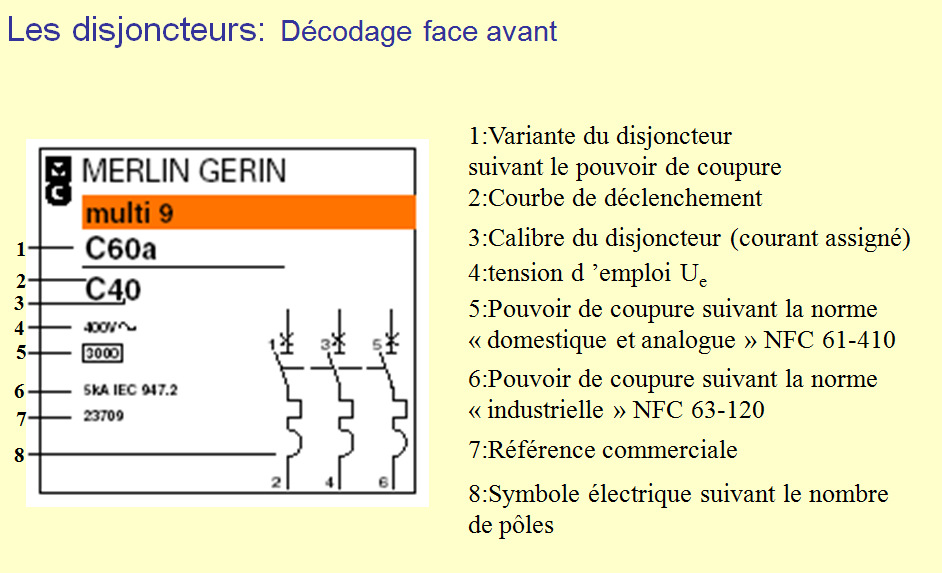 Les disjoncteurs: Décodage face avant
MERLIN GERIN
multi 9
1 C60a
2 C40
3
4 400V~
5 3000
6 5kA IEC 947.2
7 23709
8
1 3 5
2 4 6
1:Variante du disjoncteur
suivant le pouvoir de coupure
2:Courbe de déclenchement
3:Calibre du disjoncteur (courant assigné)
4:tension d ’emploi Ue
5:Pouvoir de coupure suivant la norme
« domestique et analogue » NFC 61-410
6:Pouvoir de coupure suivant la norme
« industrielle » NFC 63-120
7:Référence commerciale
8:Symbole électrique suivant le nombre
de pôles